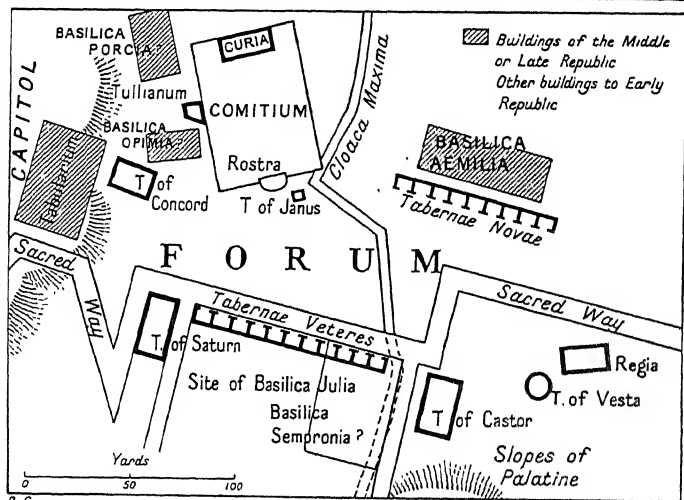 BASILICA
PORCIA?
CURIA
Buildings of the Middle
or Late Republic
Other buildings to Early
Republic
CAPITOL
Tullianum
COMITIUM
Cloaca Maxima
BASILICA
OPIMIA?
BASILICA
AEMILIA
Tabularium
Rostra
T of
Concord
T of Janus
Tabernae Novae
Sacred
Way
FORUM
Tabernae Veteres
Sacred Way
T. of Saturn
Regia
Site of Basilica Julia
T. of Vesta
Basilica
Sempronia?
T of Castor
Slopes of
Palatine
Yards
0 50 100